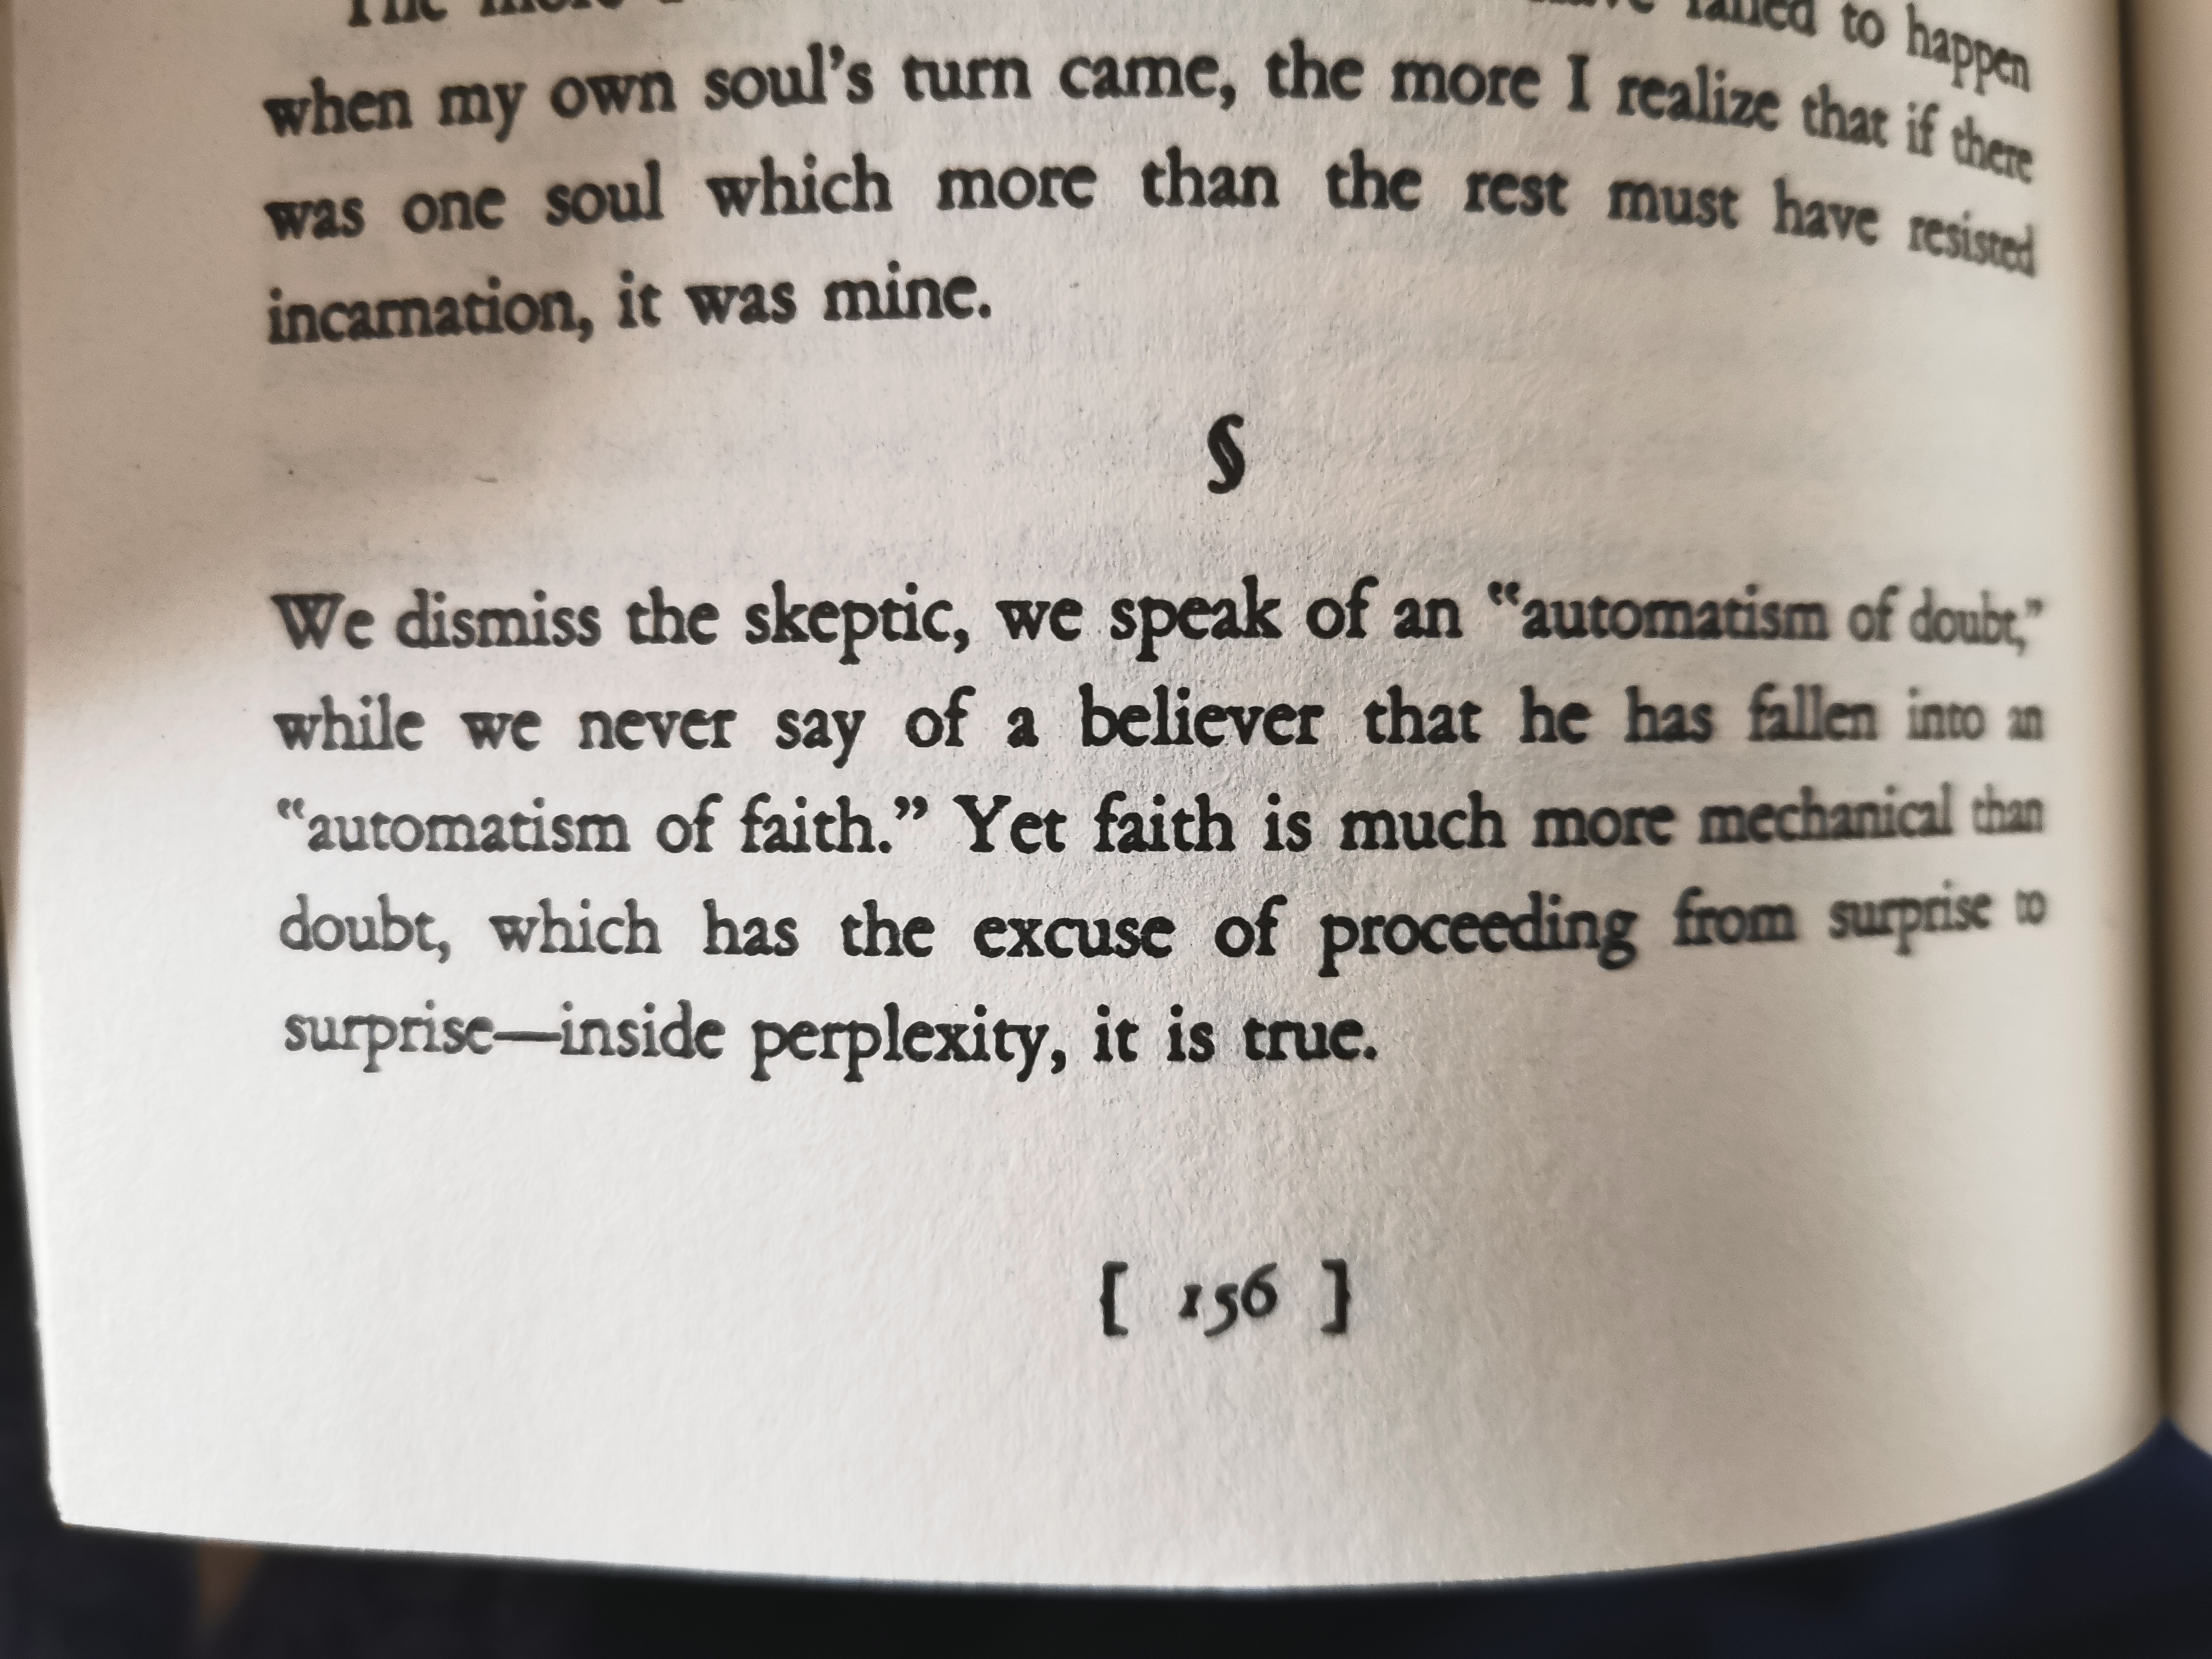 The more
failed to happen
when my own soul's turn came, the more I realize that if there
was one soul which more than the rest must have resisted
incarnation, it was mine.
§
We dismiss the skeptic, we speak of an “automatism of doubt,”
while we never say of a believer that he has fallen into an
“automatism of faith.” Yet faith is much more mechanical than
doubt, which has the excuse of proceeding from surprise to
surprise—inside perplexity, it is true.
[ 156 ]